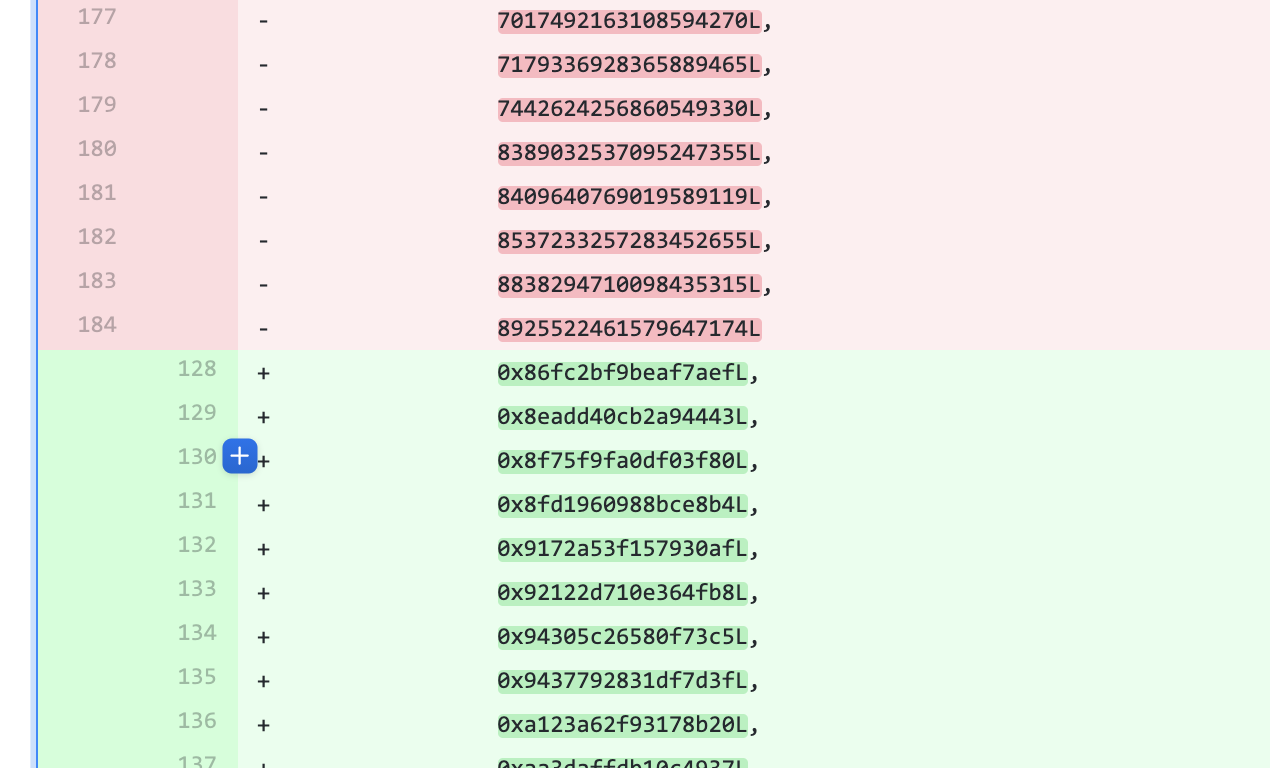 177 - 7017492163108594270L,
178 - 7179336928365889465L,
179 - 7442624256860549330L,
180 - 8389032537095247355L,
181 - 8409640769019589119L,
182 - 8537233257283452655L,
183 - 8838294710098435315L,
184 - 8925522461579647174L
128 + 0x86fc2bf9beaf7aefL,
129 + 0x8eadd40cb2a94443L,
130 + 0x8f75f9fa0df03f80L,
131 + 0x8fd1960988bce8b4L,
132 + 0x9172a53f157930afL,
133 + 0x92122d710e364fb8L,
134 + 0x94305c26580f73c5L,
135 + 0x9437792831df7d3fL,
136 + 0xa123a62f93178b20L,
137 + 0xaa3daffdb10c4937L